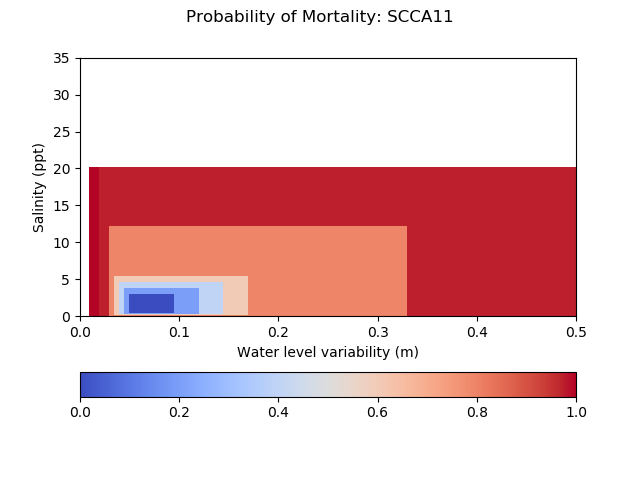 Probability of Mortality: SCCA11
35
30
25
20
15
10
5
0
Salinity (ppt)
0.0 0.1 0.2 0.3 0.4 0.5
Water level variability (m)
0.0 0.2 0.4 0.6 0.8 1.0